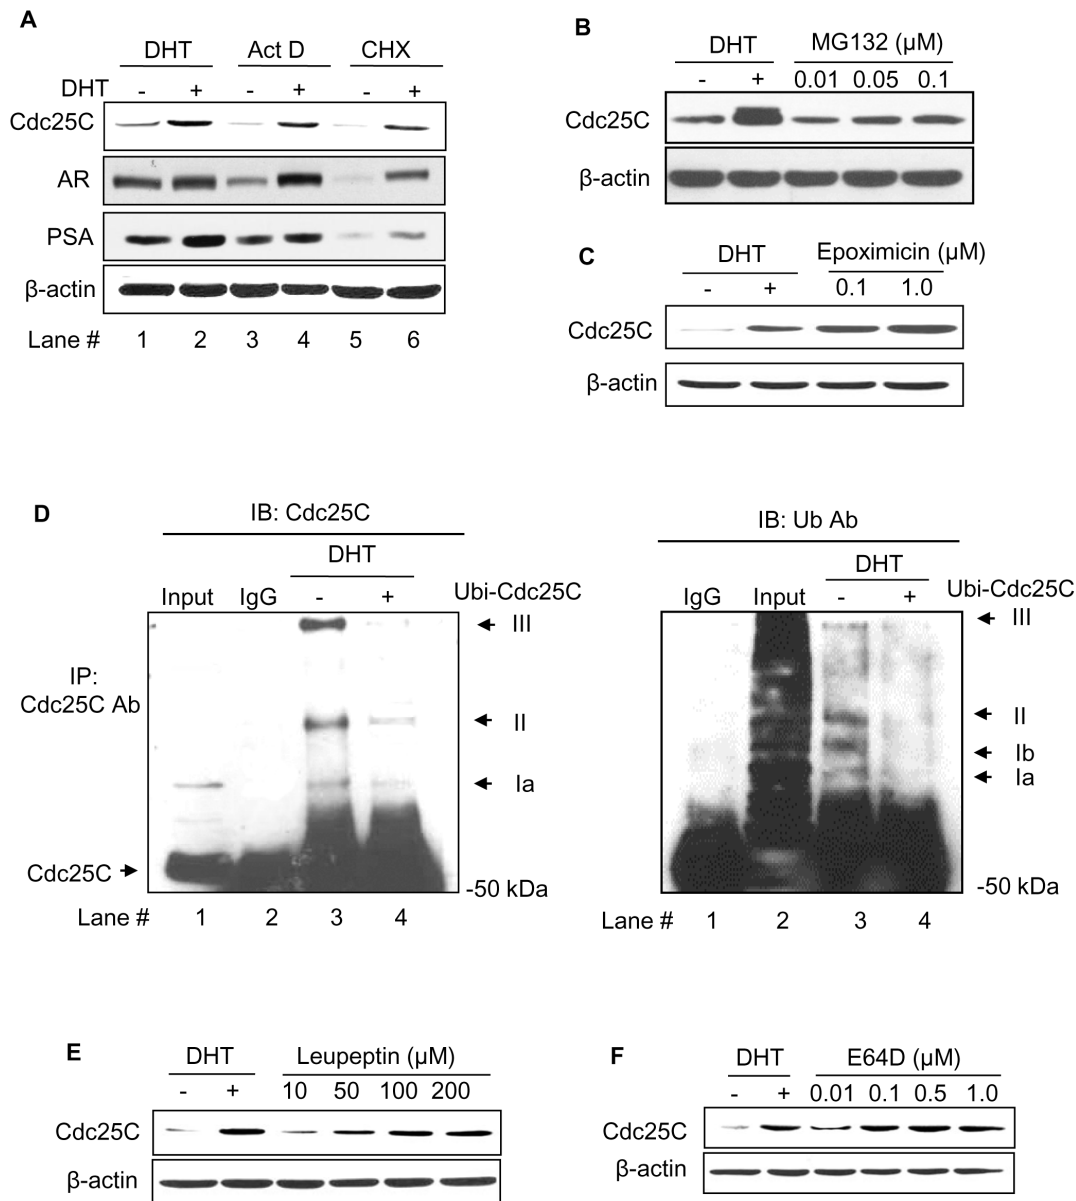 A
DHT Act D CHX
DHT - + - + - +
Cdc25C
AR
PSA
β-actin
Lane # 1 2 3 4 5 6
B
DHT MG132 (µM)
- + 0.01 0.05 0.1
Cdc25C
β-actin
C
DHT Epoximicin (µM)
- + 0.1 1.0
Cdc25C
β-actin
D
IB: Cdc25C
DHT
Input IgG - + Ubi-Cdc25C
III
IP:
Cdc25C Ab
II
Ia
Cdc25C
-50 kDa
Lane # 1 2 3 4
IB: Ub Ab
DHT
IgG Input - + Ubi-Cdc25C
III
II
Ib
Ia
-50 kDa
Lane # 1 2 3 4
E
DHT Leupeptin (µM)
- + 10 50 100 200
Cdc25C
β-actin
F
DHT E64D (µM)
- + 0.01 0.1 0.5 1.0
Cdc25C
β-actin